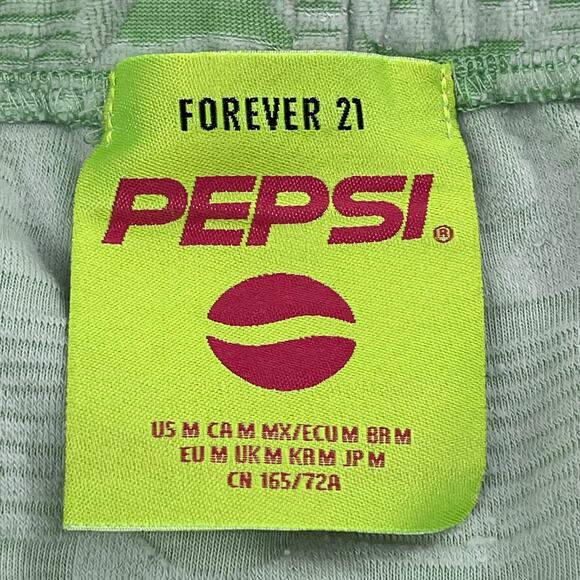 FOREVER 21
PEPSI®
US M CA M MX/ECU M BR M
EU M UK M KR M JP M
CN 165/72A